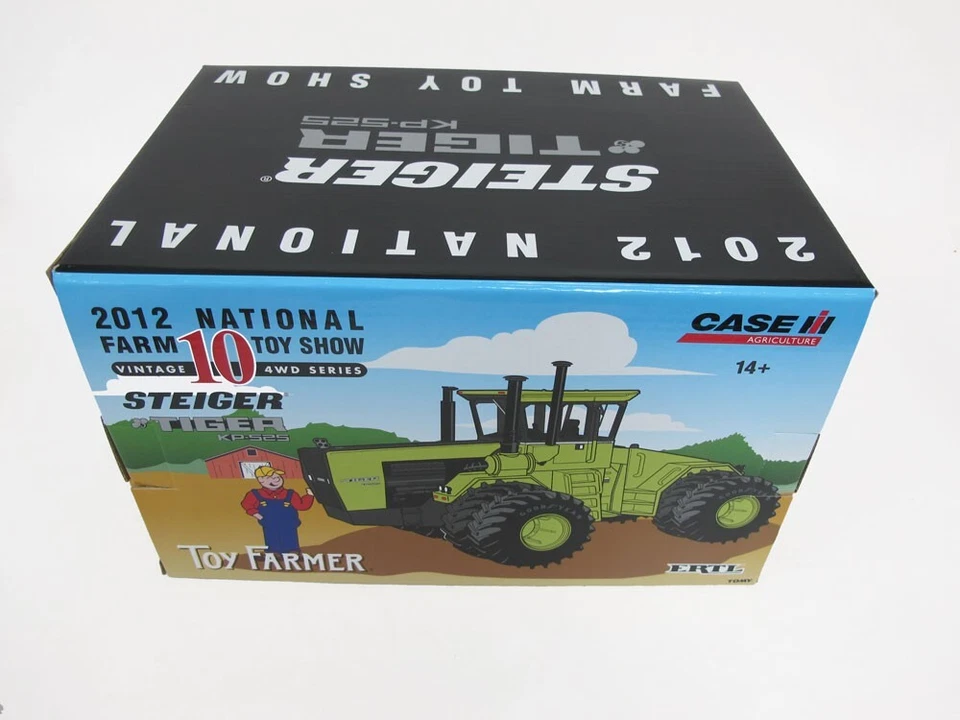 2012 NATIONAL
STEIGER®
TIGER
KP-525
FARM TOY SHOW
2012 NATIONAL
FARM 10 TOY SHOW
VINTAGE 4WD SERIES
STEIGER
TIGER
KP-525
CASE IH
AGRICULTURE
14+
TOY FARMER
ERTL
TOMY